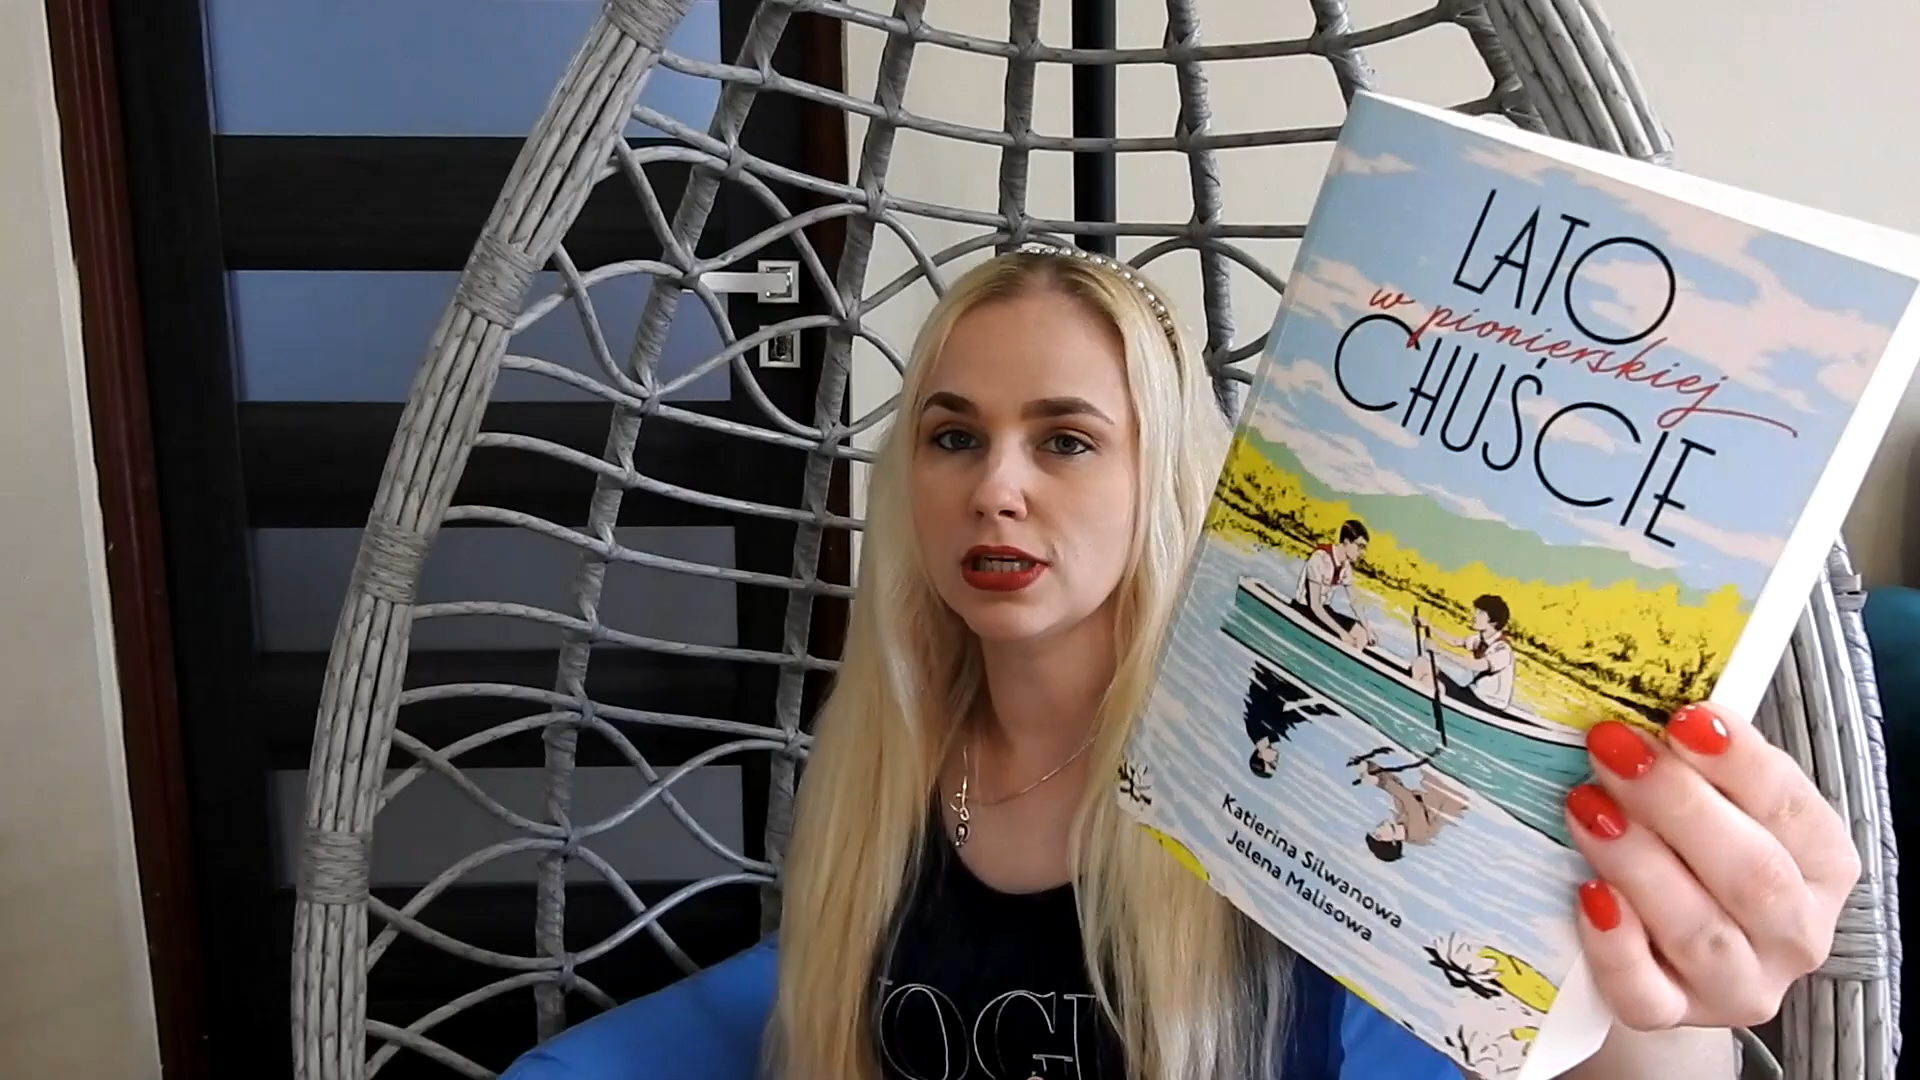 LATO
w pionierskiej
CHUŚCIE
Katierina Silwanowa
Jelena Malisowa